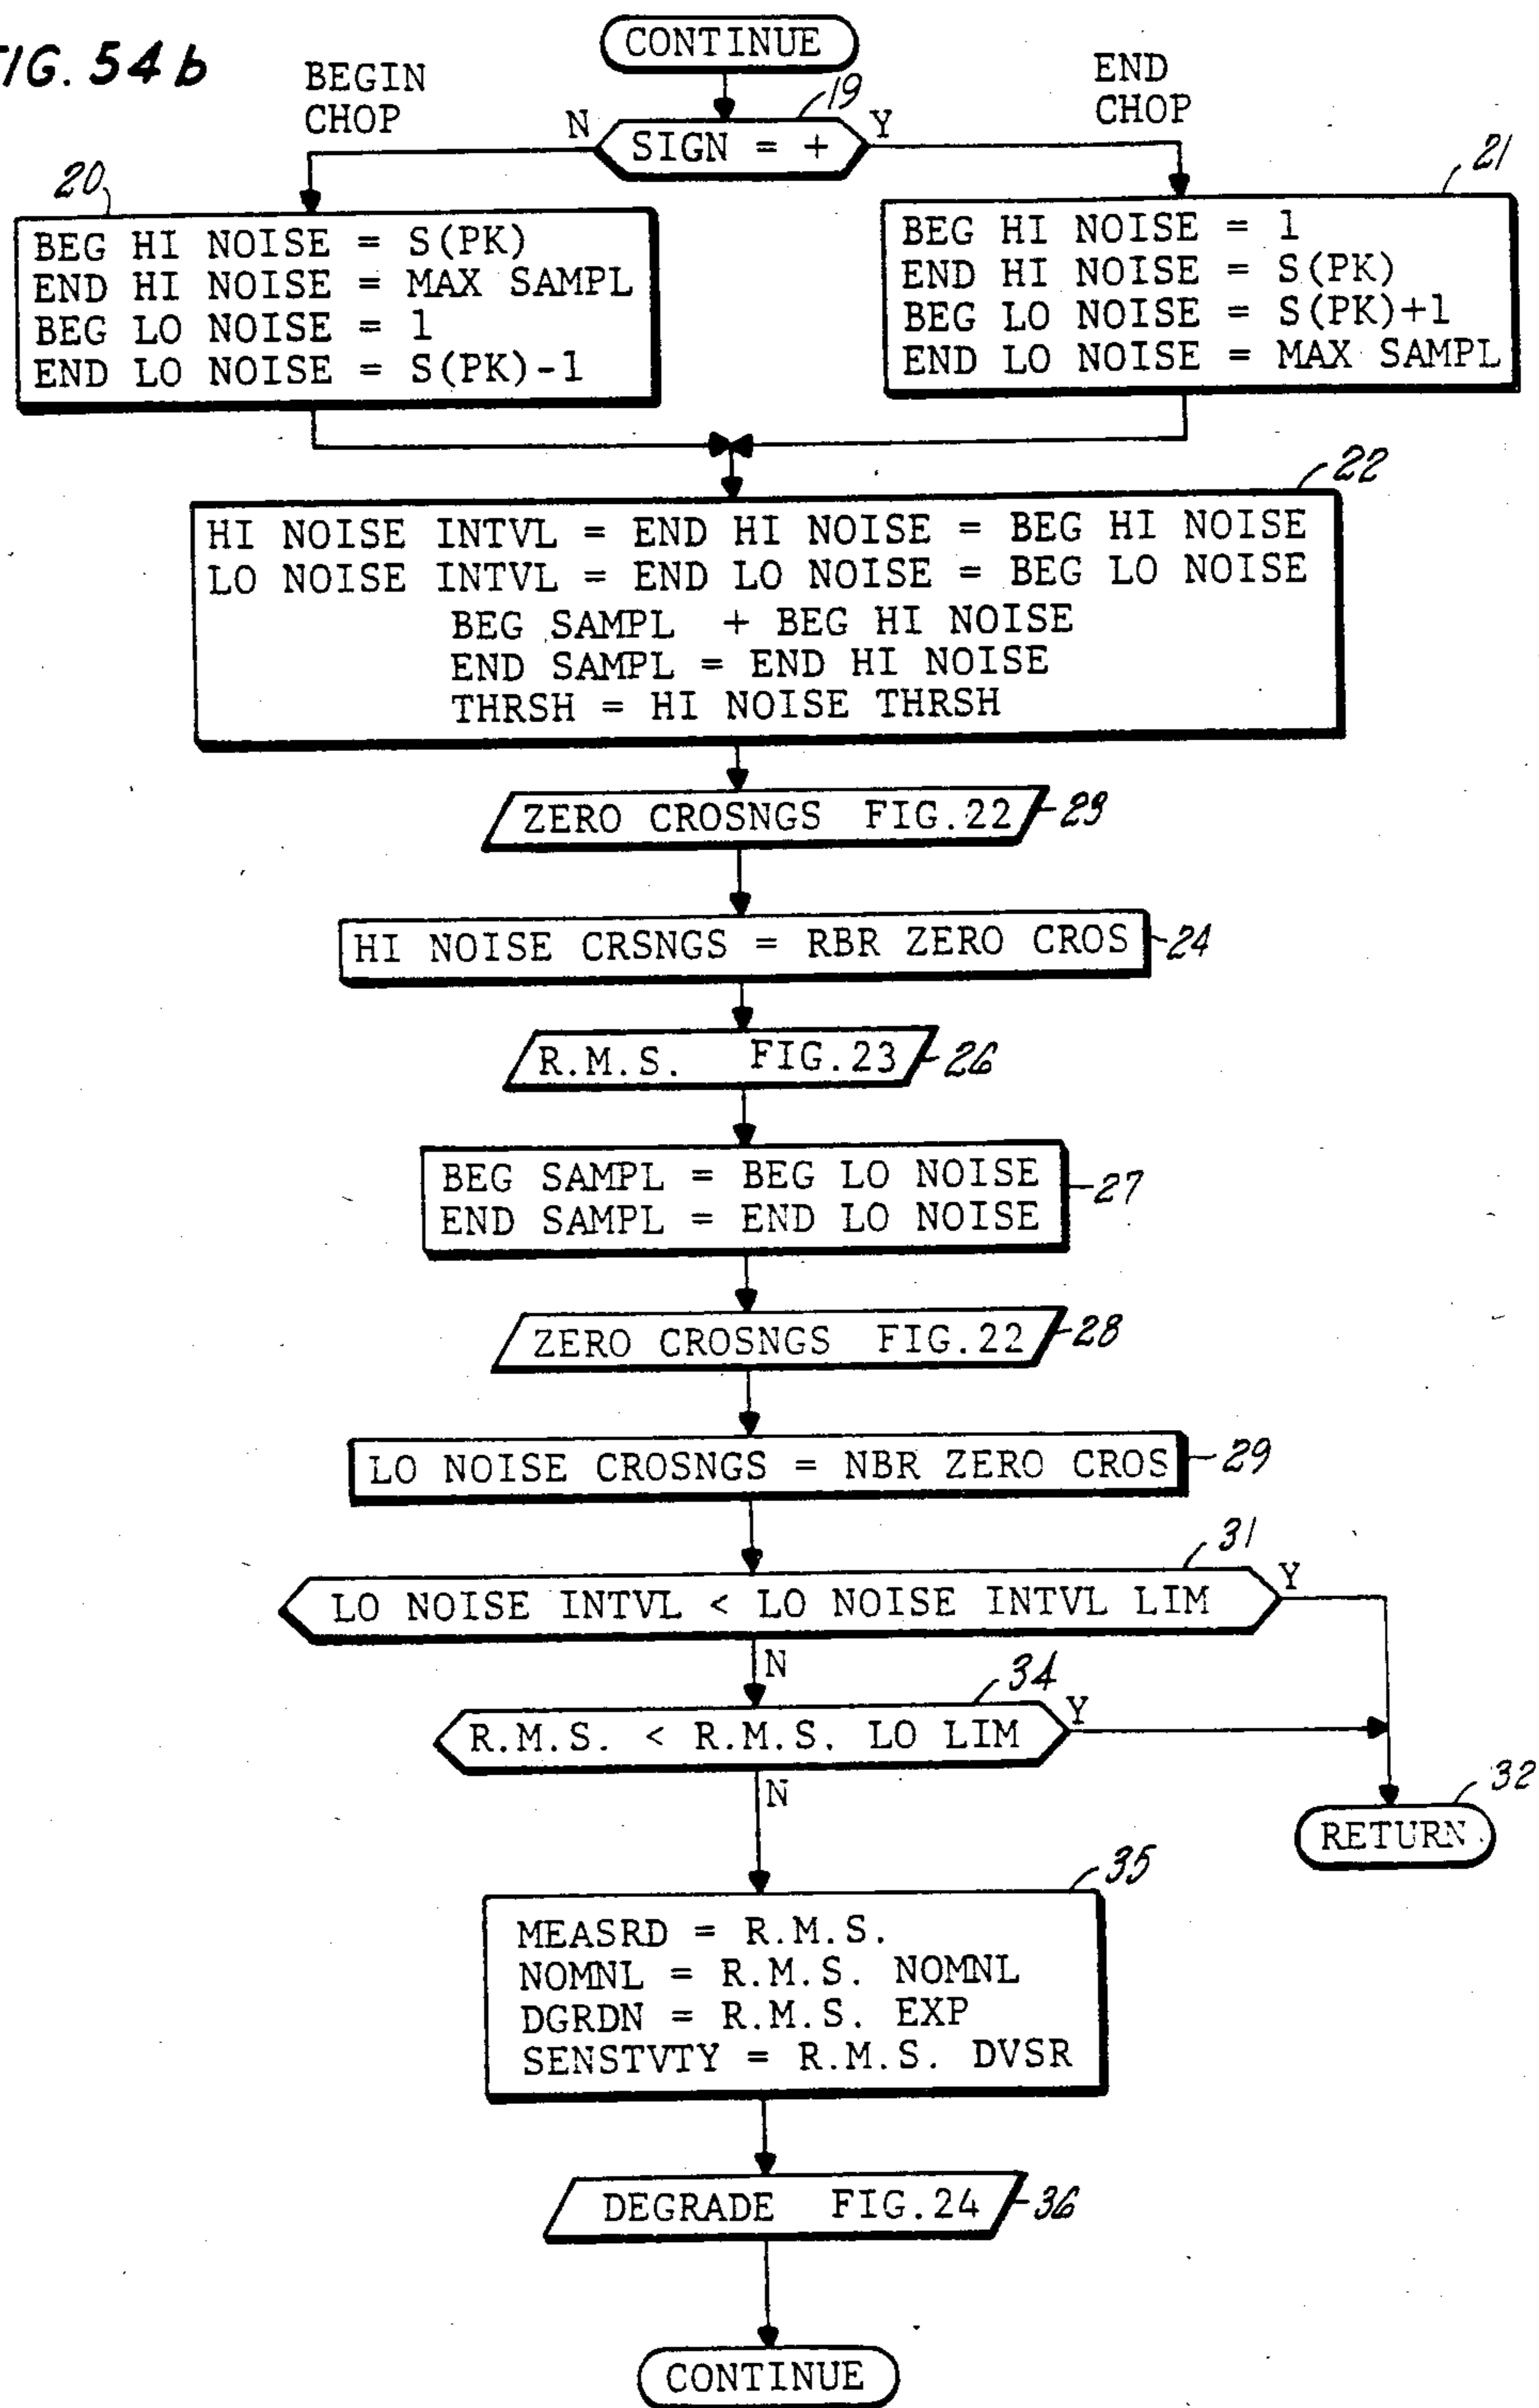 FIG. 54b
CONTINUE
BEGIN
CHOP
END
CHOP
19
N
SIGN = +
Y
20
BEG HI NOISE = S(PK)
END HI NOISE = MAX SAMPL
BEG LO NOISE = 1
END LO NOISE = S(PK)-1
21
BEG HI NOISE = 1
END HI NOISE = S(PK)
BEG LO NOISE = S(PK)+1
END LO NOISE = MAX SAMPL
22
HI NOISE INTVL = END HI NOISE = BEG HI NOISE
LO NOISE INTVL = END LO NOISE = BEG LO NOISE
BEG SAMPL + BEG HI NOISE
END SAMPL = END HI NOISE
THRSH = HI NOISE THRSH
ZERO CROSNGS FIG.22
23
HI NOISE CRSNGS = RBR ZERO CROS
24
R.M.S. FIG.23
26
BEG SAMPL = BEG LO NOISE
END SAMPL = END LO NOISE
27
ZERO CROSNGS FIG.22
28
LO NOISE CROSNGS = NBR ZERO CROS
29
31
LO NOISE INTVL < LO NOISE INTVL LIM
Y
N
34
R.M.S. < R.M.S. LO LIM
Y
N
32
RETURN
35
MEASRD = R.M.S.
NOMNL = R.M.S. NOMNL
DGRDN = R.M.S. EXP
SENSTVTY = R.M.S. DVSR
DEGRADE FIG.24
36
CONTINUE